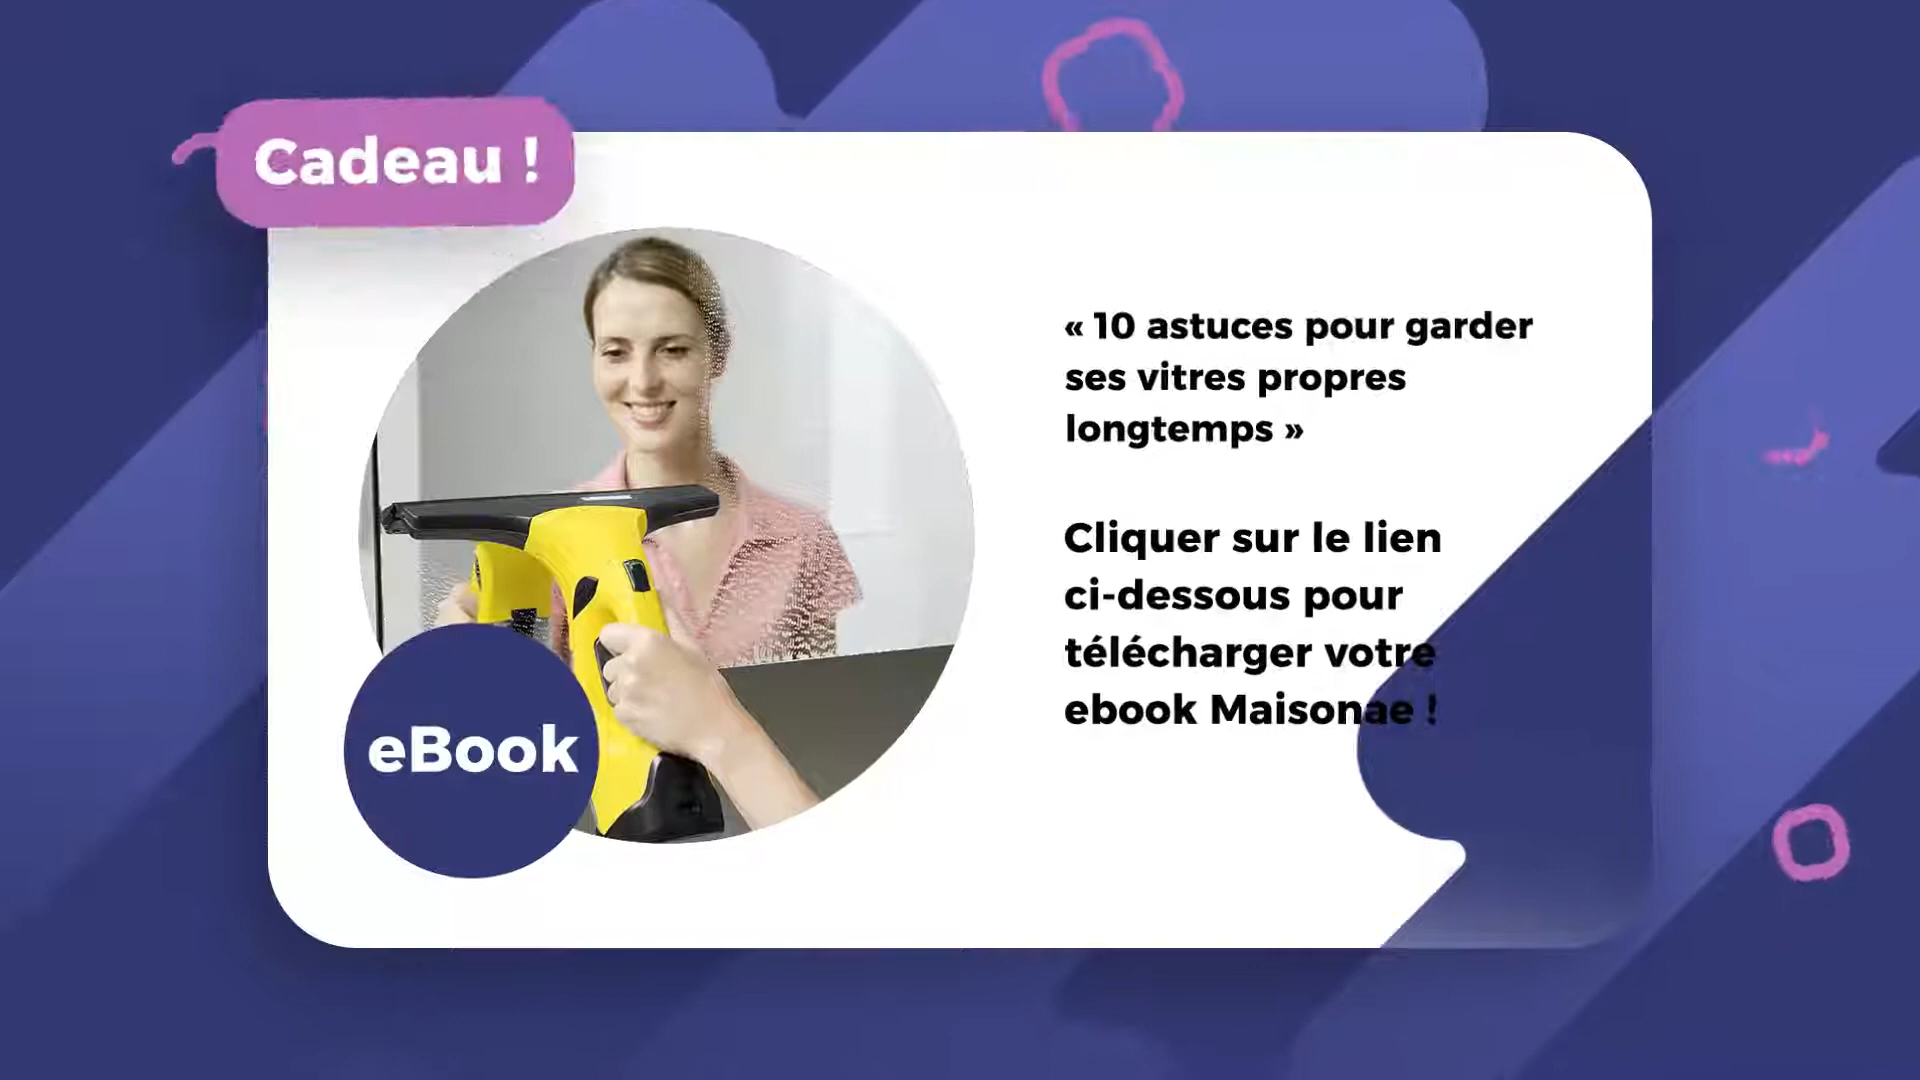 Cadeau !
« 10 astuces pour garder
ses vitres propres
longtemps »
Cliquer sur le lien
ci-dessous pour
télécharger votre
ebook Maisonae !
eBook